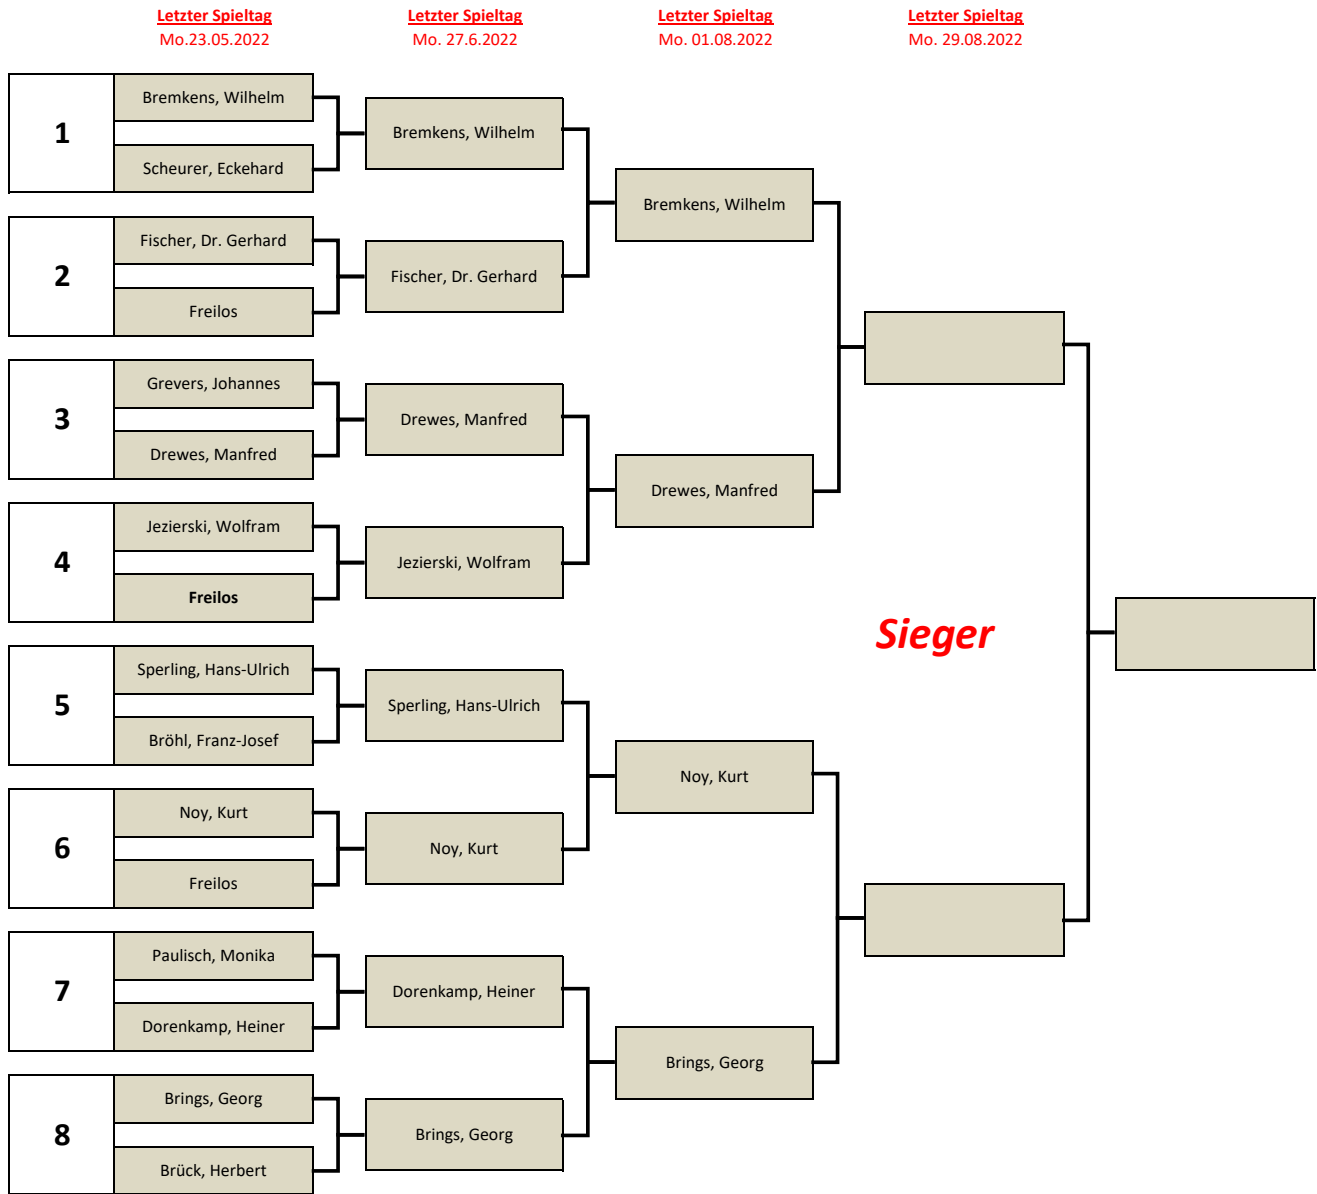 Letzter Spieltag
Mo.23.05.2022
Letzter Spieltag
Mo. 27.6.2022
Letzter Spieltag
Mo. 01.08.2022
Letzter Spieltag
Mo. 29.08.2022
1
Bremkens, Wilhelm
Scheurer, Eckehard
2
Fischer, Dr. Gerhard
Freilos
3
Grevers, Johannes
Drewes, Manfred
4
Jezierski, Wolfram
Freilos
5
Sperling, Hans-Ulrich
Bröhl, Franz-Josef
6
Noy, Kurt
Freilos
7
Paulisch, Monika
Dorenkamp, Heiner
8
Brings, Georg
Brück, Herbert
Bremkens, Wilhelm
Fischer, Dr. Gerhard
Drewes, Manfred
Jezierski, Wolfram
Sperling, Hans-Ulrich
Noy, Kurt
Dorenkamp, Heiner
Brings, Georg
Bremkens, Wilhelm
Drewes, Manfred
Noy, Kurt
Brings, Georg
Sieger